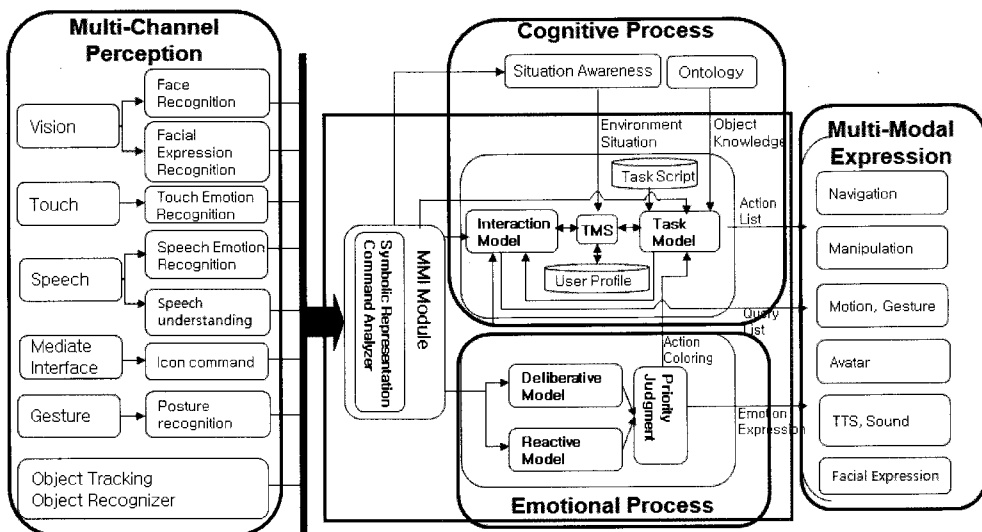 Multi-Channel
Perception
Vision
Face
Recognition
Facial
Expression
Recognition
Touch
Touch Emotion
Recognition
Speech
Speech Emotion
Recognition
Speech
understanding
Mediate
Interface
Icon command
Gesture
Posture
recognition
Object Tracking
Object Recognizer
Symbolic Representation
Command Analyzer
MMI Module
Cognitive Process
Situation Awareness
Ontology
Environment
Situation
Object
Knowledge
Task Script
Interaction
Model
TMS
Task
Model
User Profile
Action
List
Query
List
Action
Coloring
Deliberative
Model
Reactive
Model
Priority
Judgment
Emotion
Expression
Emotional Process
Multi-Modal
Expression
Navigation
Manipulation
Motion, Gesture
Avatar
TTS, Sound
Facial Expression